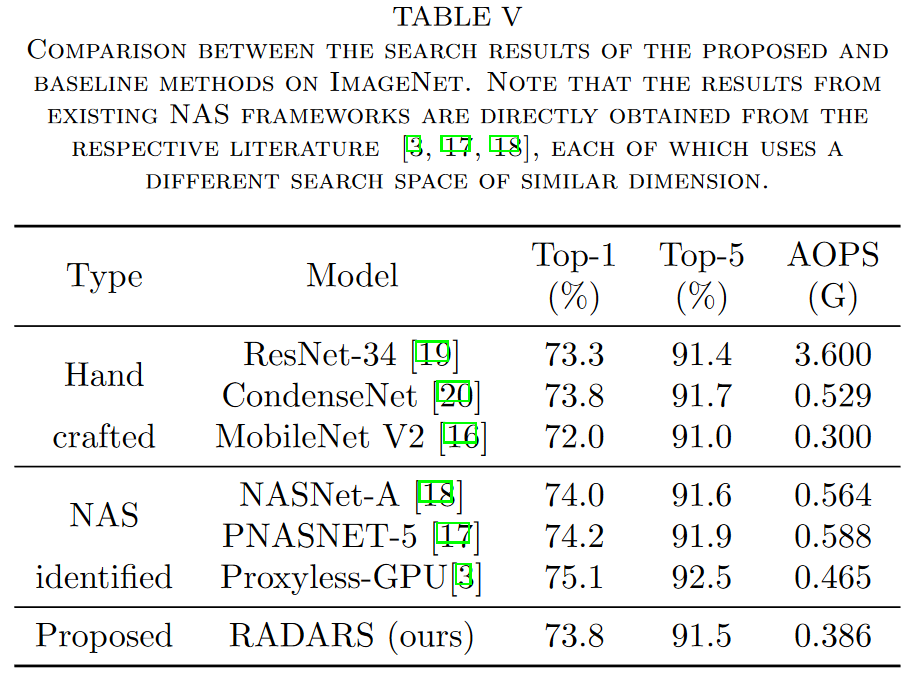 TABLE V
COMPARISON BETWEEN THE SEARCH RESULTS OF THE PROPOSED AND
BASELINE METHODS ON IMAGENET. NOTE THAT THE RESULTS FROM
EXISTING NAS FRAMEWORKS ARE DIRECTLY OBTAINED FROM THE
RESPECTIVE LITERATURE [3, 17, 18], EACH OF WHICH USES A
DIFFERENT SEARCH SPACE OF SIMILAR DIMENSION.
Type Model Top-1 (%) Top-5 (%) AOPS (G)
Hand crafted
ResNet-34 [19] 73.3 91.4 3.600
CondenseNet [20] 73.8 91.7 0.529
MobileNet V2 [16] 72.0 91.0 0.300
NAS identified
NASNet-A [18] 74.0 91.6 0.564
PNASNET-5 [17] 74.2 91.9 0.588
Proxyless-GPU[3] 75.1 92.5 0.465
Proposed RADARS (ours) 73.8 91.5 0.386